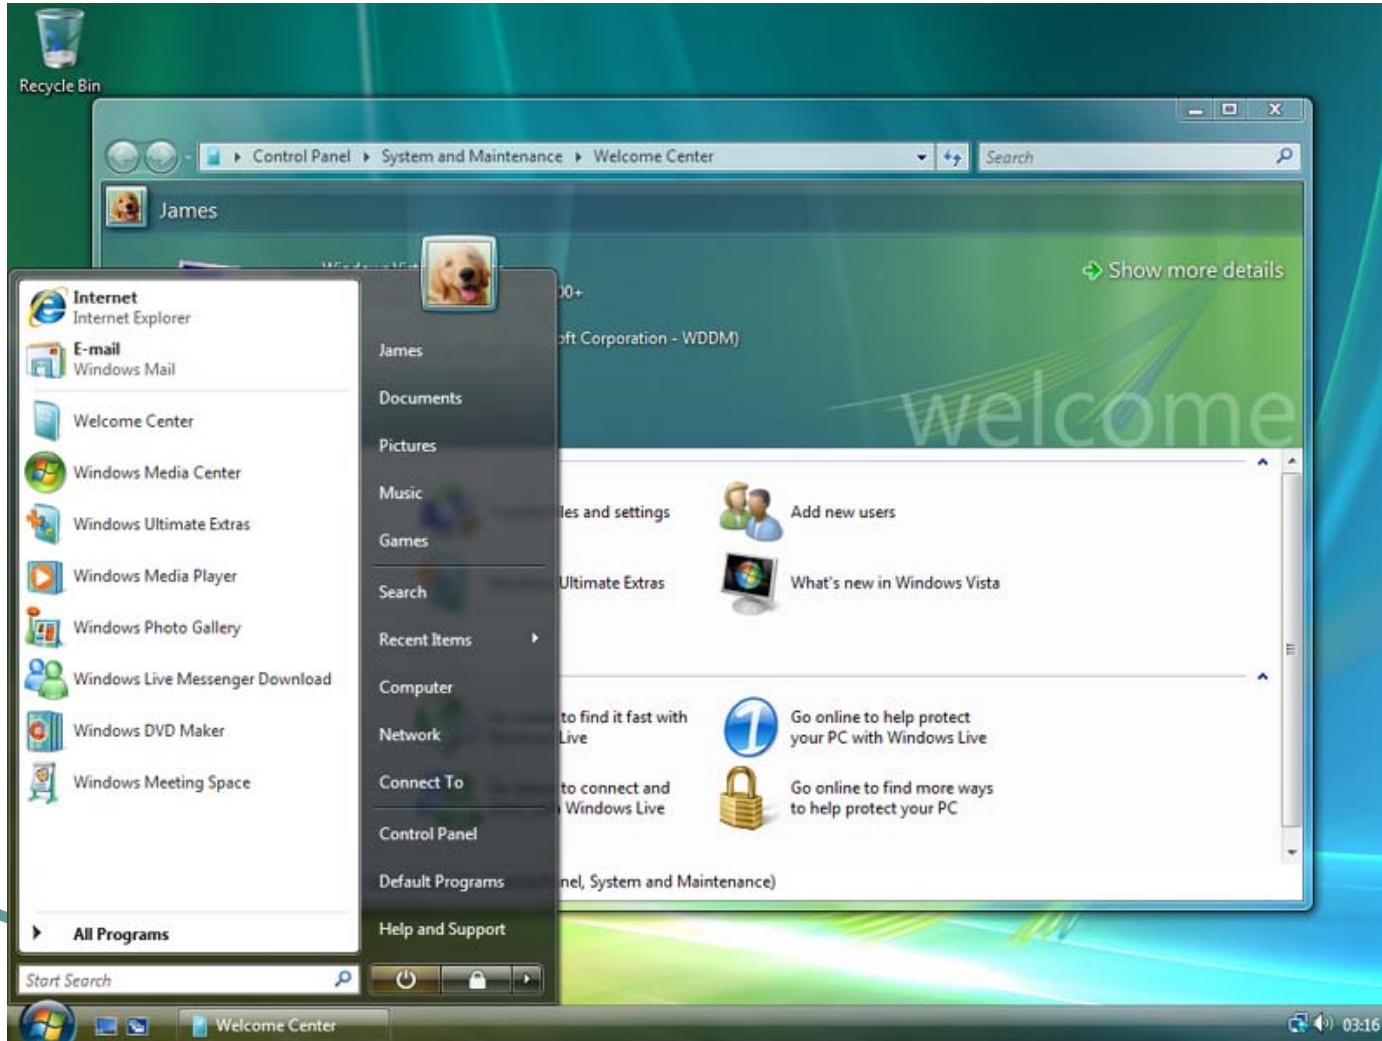 Recycle Bin
Control Panel
System and Maintenance
Welcome Center
Search
James
Show more details
00+
oft Corporation - WDDM)
welcome
Internet
Internet Explorer
E-mail
Windows Mail
Welcome Center
Windows Media Center
Windows Ultimate Extras
Windows Media Player
Windows Photo Gallery
Windows Live Messenger Download
Windows DVD Maker
Windows Meeting Space
All Programs
Start Search
James
Documents
Pictures
Music
Games
Search
Recent Items
Computer
Network
Connect To
Control Panel
Default Programs
Help and Support
les and settings
Add new users
Ultimate Extras
What's new in Windows Vista
to find it fast with
Live
Go online to help protect
your PC with Windows Live
to connect and
Windows Live
Go online to find more ways
to help protect your PC
nel, System and Maintenance)
Welcome Center
03:16